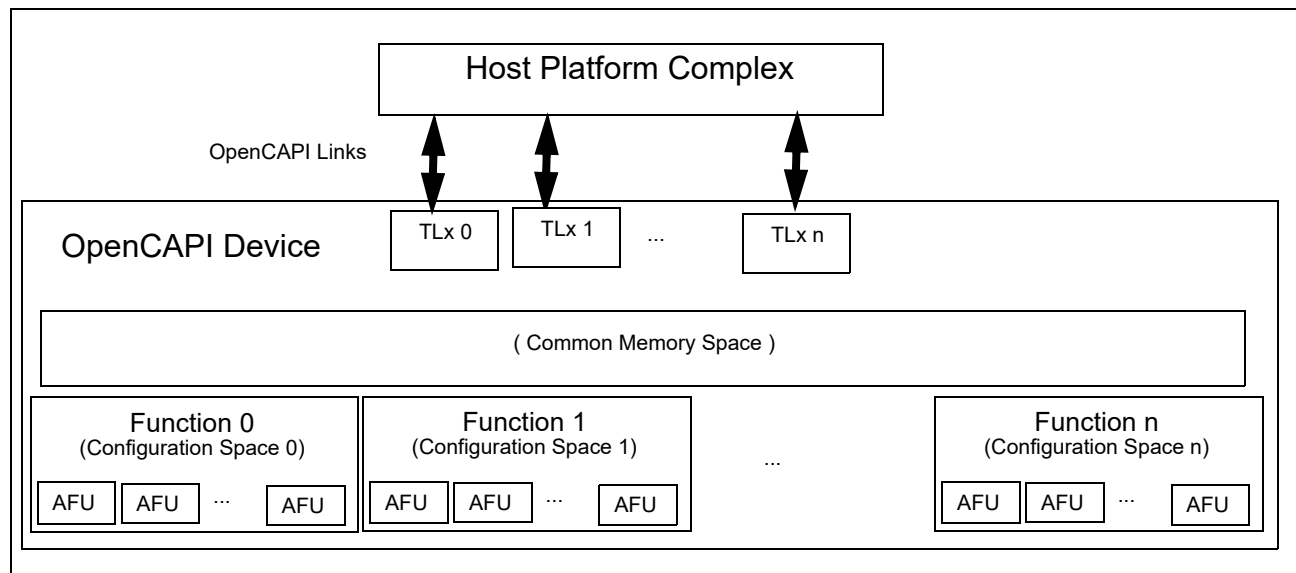 Host Platform Complex
OpenCAPI Links
OpenCAPI Device
TLx 0
TLx 1
...
TLx n
( Common Memory Space )
Function 0
(Configuration Space 0)
AFU
AFU
...
AFU
Function 1
(Configuration Space 1)
AFU
AFU
...
AFU
...
Function n
(Configuration Space n)
AFU
AFU
...
AFU